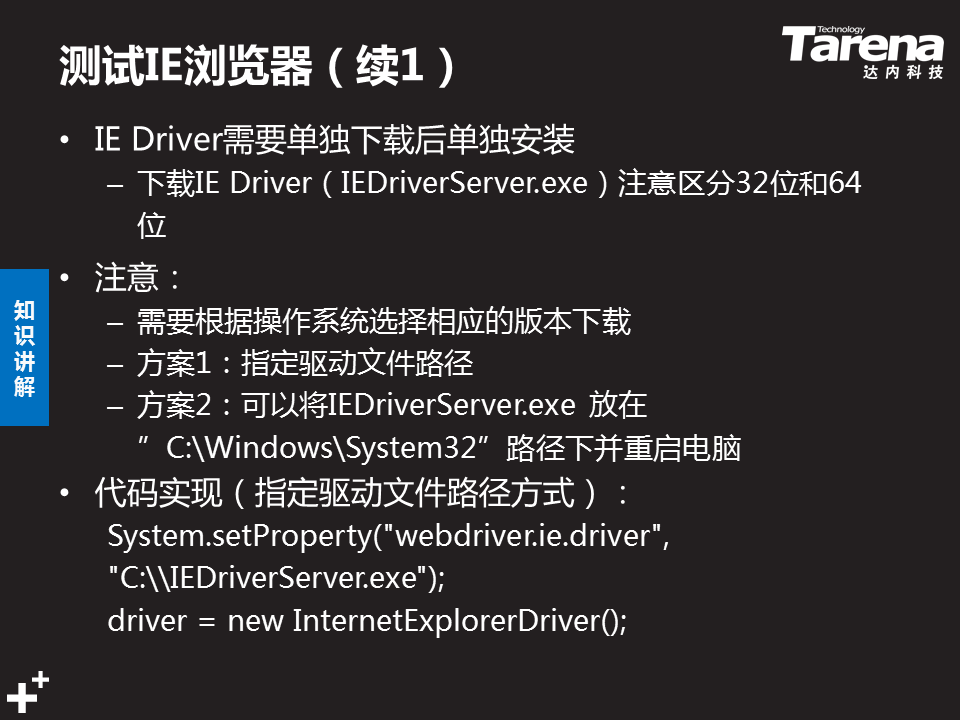 测试IE浏览器（续1）
Technology
Tarena
达内科技
• IE Driver需要单独下载后单独安装
– 下载IE Driver（IEDriverServer.exe）注意区分32位和64
位
• 注意：
– 需要根据操作系统选择相应的版本下载
– 方案1：指定驱动文件路径
– 方案2：可以将IEDriverServer.exe 放在
”C:\Windows\System32”路径下并重启电脑
• 代码实现（指定驱动文件路径方式）：
System.setProperty("webdriver.ie.driver",
"C:\\IEDriverServer.exe");
driver = new InternetExplorerDriver();
知
识
讲
解